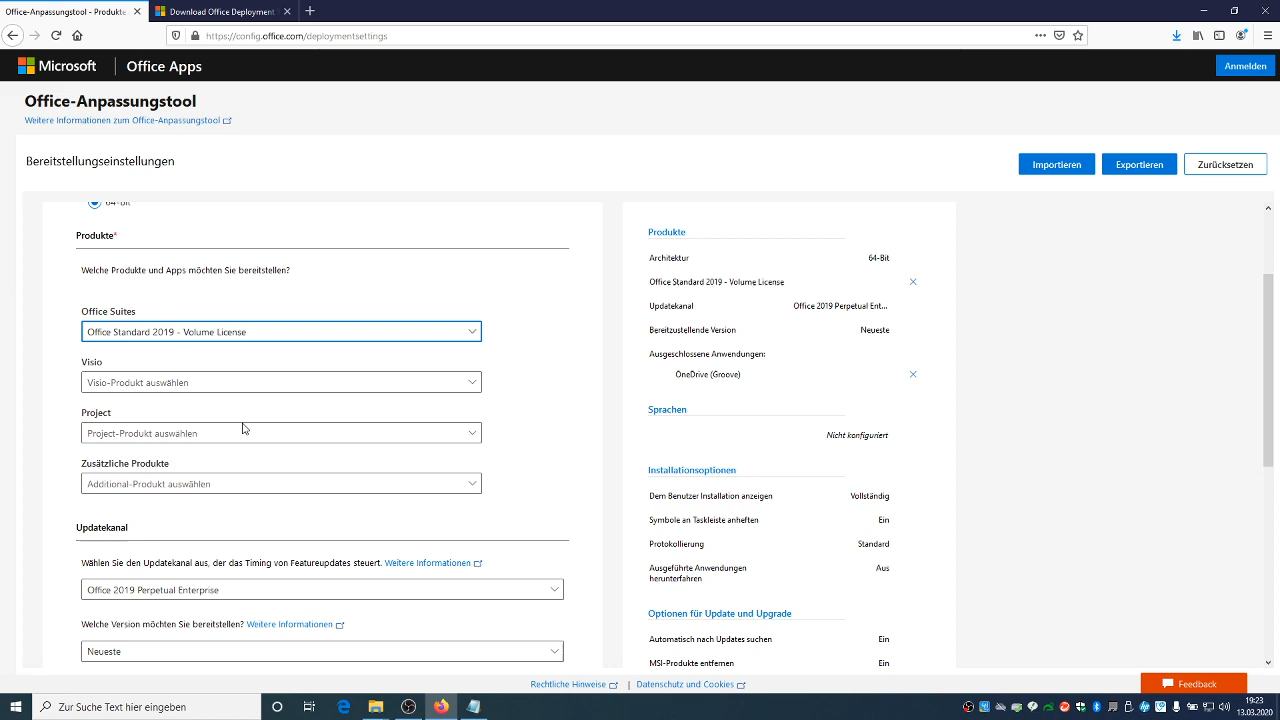 Office-Anpassungstool - Produkte
Download Office Deployment
https://config.office.com/deploymentsettings
Microsoft
Office Apps
Anmelden
Office-Anpassungstool
Weitere Informationen zum Office-Anpassungstool
Bereitstellungseinstellungen
Importieren
Exportieren
Zurücksetzen
64-Bit
Produkte*
Welche Produkte und Apps möchten Sie bereitstellen?
Office Suites
Office Standard 2019 - Volume License
Visio
Visio-Produkt auswählen
Project
Project-Produkt auswählen
Zusätzliche Produkte
Additional-Produkt auswählen
Updatekanal
Wählen Sie den Updatekanal aus, der das Timing von Featureupdates steuert. Weitere Informationen
Office 2019 Perpetual Enterprise
Welche Version möchten Sie bereitstellen? Weitere Informationen
Neueste
Produkte
Architektur 64-Bit
Office Standard 2019 - Volume License
Updatekanal Office 2019 Perpetual Ent...
Bereitzustellende Version Neueste
Ausgeschlossene Anwendungen:
OneDrive (Groove)
Sprachen
Nicht konfiguriert
Installationsoptionen
Dem Benutzer Installation anzeigen Vollständig
Symbole an Taskleiste anheften Ein
Protokollierung Standard
Ausgeführte Anwendungen Aus
herunterfahren
Optionen für Update und Upgrade
Automatisch nach Updates suchen Ein
MSI-Produkte entfernen Ein
Rechtliche Hinweise | Datenschutz und Cookies
Feedback
Zur Suche Text hier eingeben
19:23
13.03.2020